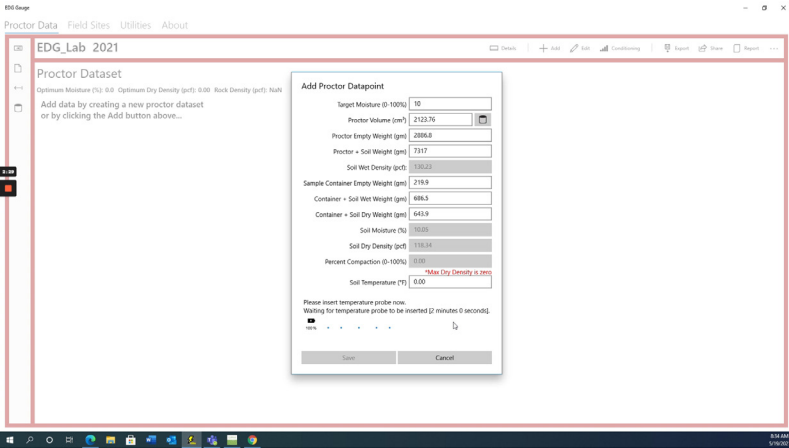 EDG Gauge
Proctor Data Field Sites Utilities About
EDG_Lab 2021
Details Add Edit Conditioning Export Share Report
Proctor Dataset
Optimum Moisture (%): 0.0 Optimum Dry Density (pcf): 0.00 Rock Density (pcf): NaN
Add data by creating a new proctor dataset
or by clicking the Add button above...
Add Proctor Datapoint
Target Moisture (0-100%) 10
Proctor Volume (cm³) 2123.76
Proctor Empty Weight (gm) 2886.8
Proctor + Soil Weight (gm) 7317
Soil Wet Density (pcf): 130.23
Sample Container Empty Weight (gm) 219.9
Container + Soil Wet Weight (gm) 686.5
Container + Soil Dry Weight (gm) 643.9
Soil Moisture (%) 10.05
Soil Dry Density (pcf) 118.34
Percent Compaction (0-100%) 0.00
*Max Dry Density is zero
Soil Temperature (°F) 0.00
Please insert temperature probe now.
Waiting for temperature probe to be inserted [2 minutes 0 seconds].
100%
Save Cancel
8:54 AM